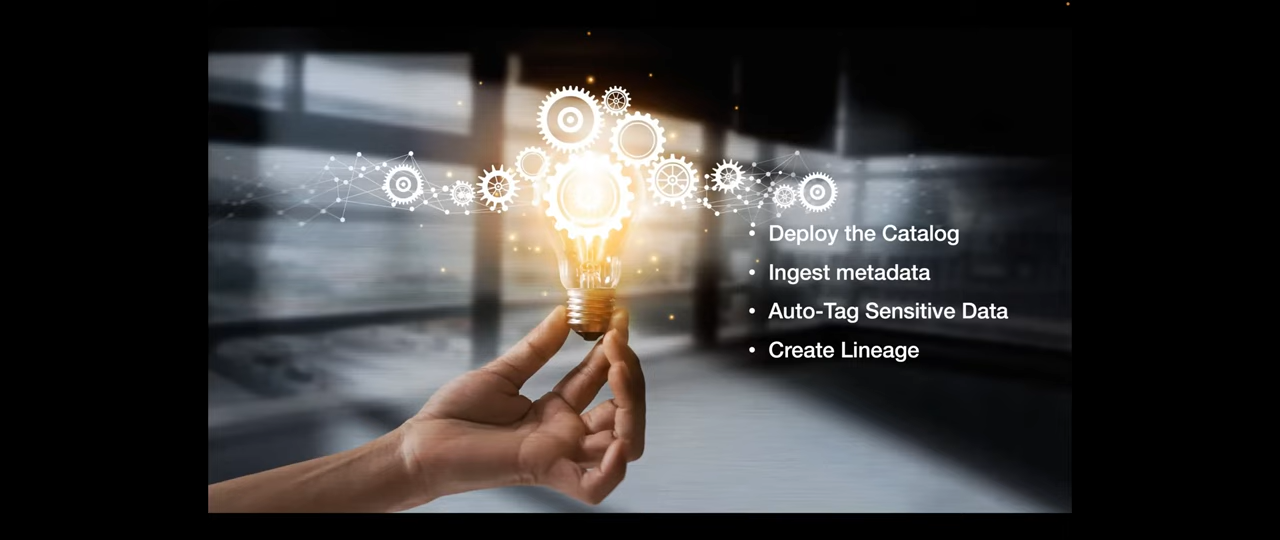 • Deploy the Catalog
• Ingest metadata
• Auto-Tag Sensitive Data
• Create Lineage